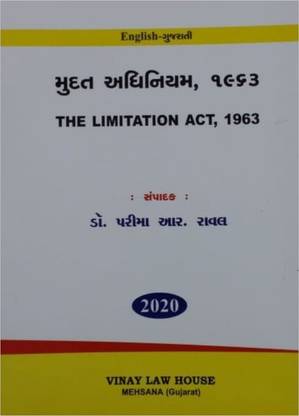 English-ગુજરાતી
મુદત અધિનિયમ, ૧૯૬૩
THE LIMITATION ACT, 1963
: સંપાદક :
ડૉ. પરીમા આર. રાવલ
2020
VINAY LAW HOUSE
MEHSANA (Gujarat)